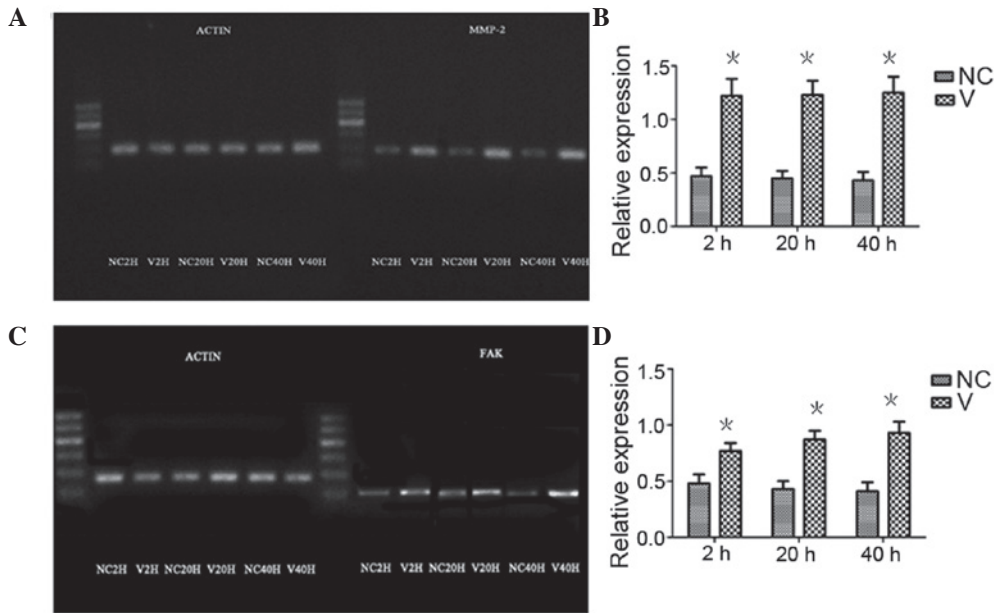 A
ACTIN
MMP-2
NC2H V2H NC20H V20H NC40H V40H
NC2H V2H NC20H V20H NC40H V40H
B
Relative expression
1.5
1.0
0.5
0.0
2 h 20 h 40 h
* * *
NC
V
C
ACTIN
FAK
NC2H V2H NC20H V20H NC40H V40H
NC2H V2H NC20H V20H NC40H V40H
D
Relative expression
1.5
1.0
0.5
0.0
2 h 20 h 40 h
* * *
NC
V